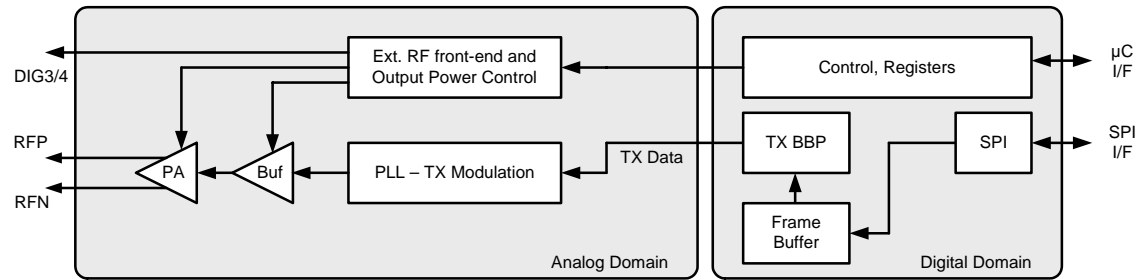 DIG3/4
RFP
RFN
Ext. RF front-end and
Output Power Control
PA
Buf
PLL – TX Modulation
Analog Domain
TX Data
Control, Registers
TX BBP
SPI
Frame
Buffer
Digital Domain
µC
I/F
SPI
I/F